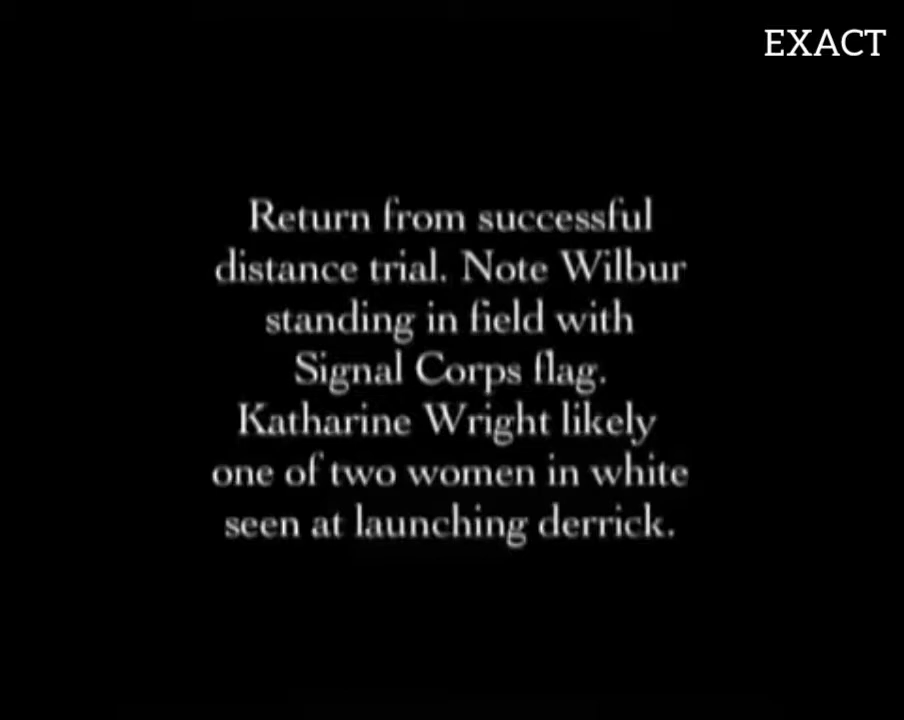 EXACT
Return from successful
distance trial. Note Wilbur
standing in field with
Signal Corps flag.
Katharine Wright likely
one of two women in white
seen at launching derrick.